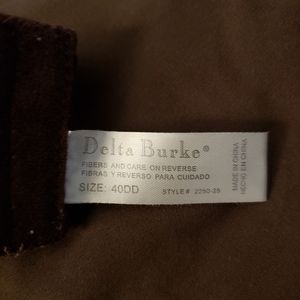 Delta Burke®
FIBERS AND CARE ON REVERSE
FIBRAS Y REVERSO PARA CUIDADO
SIZE: 40DD STYLE# 2250-25
MADE IN CHINA
HECHO EN CHINA